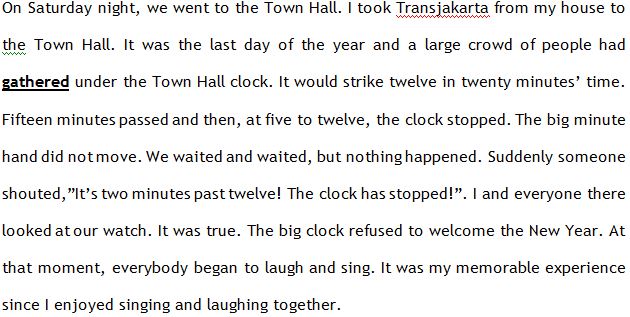 On Saturday night, we went to the Town Hall. I took Transjakarta from my house to
the Town Hall. It was the last day of the year and a large crowd of people had
gathered under the Town Hall clock. It would strike twelve in twenty minutes’ time.
Fifteen minutes passed and then, at five to twelve, the clock stopped. The big minute
hand did not move. We waited and waited, but nothing happened. Suddenly someone
shouted,”It’s two minutes past twelve! The clock has stopped!”. I and everyone there
looked at our watch. It was true. The big clock refused to welcome the New Year. At
that moment, everybody began to laugh and sing. It was my memorable experience
since I enjoyed singing and laughing together.